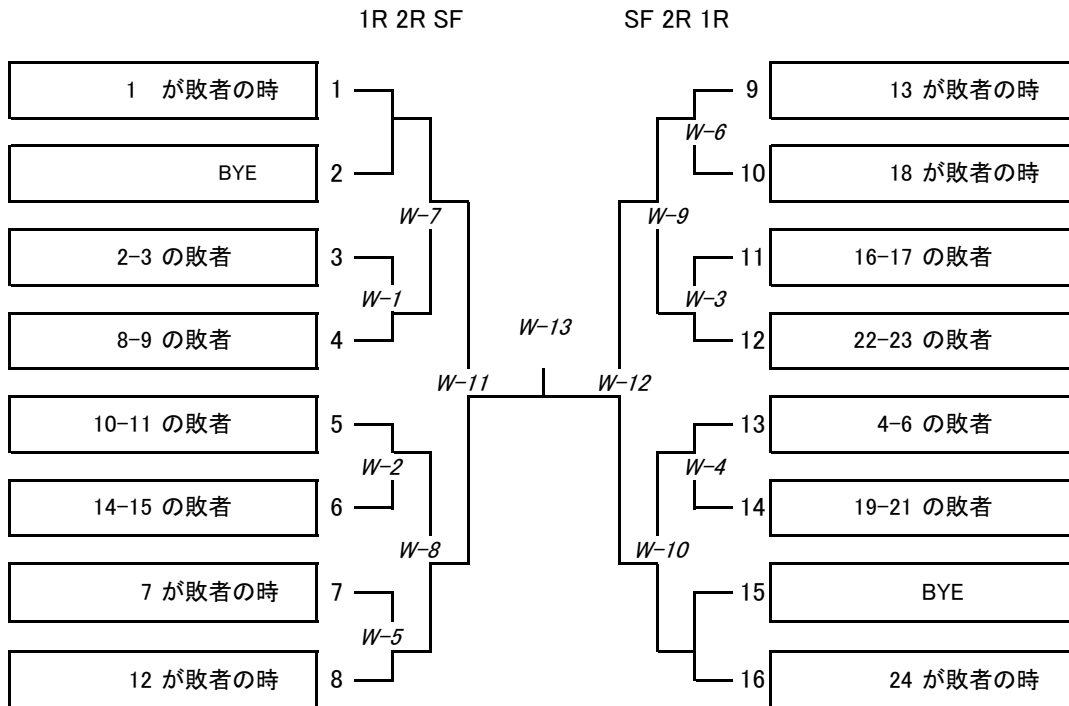 1R 2R SF
SF 2R 1R
1 が敗者の時 1
9 13 が敗者の時
W-6
BYE 2
10 18 が敗者の時
W-7
W-9
2-3 の敗者 3
11 16-17 の敗者
W-1
W-3
8-9 の敗者 4
W-13
12 22-23 の敗者
W-11
W-12
10-11 の敗者 5
13 4-6 の敗者
W-2
W-4
14-15 の敗者 6
14 19-21 の敗者
W-8
W-10
7 が敗者の時 7
15 BYE
W-5
12 が敗者の時 8
16 24 が敗者の時